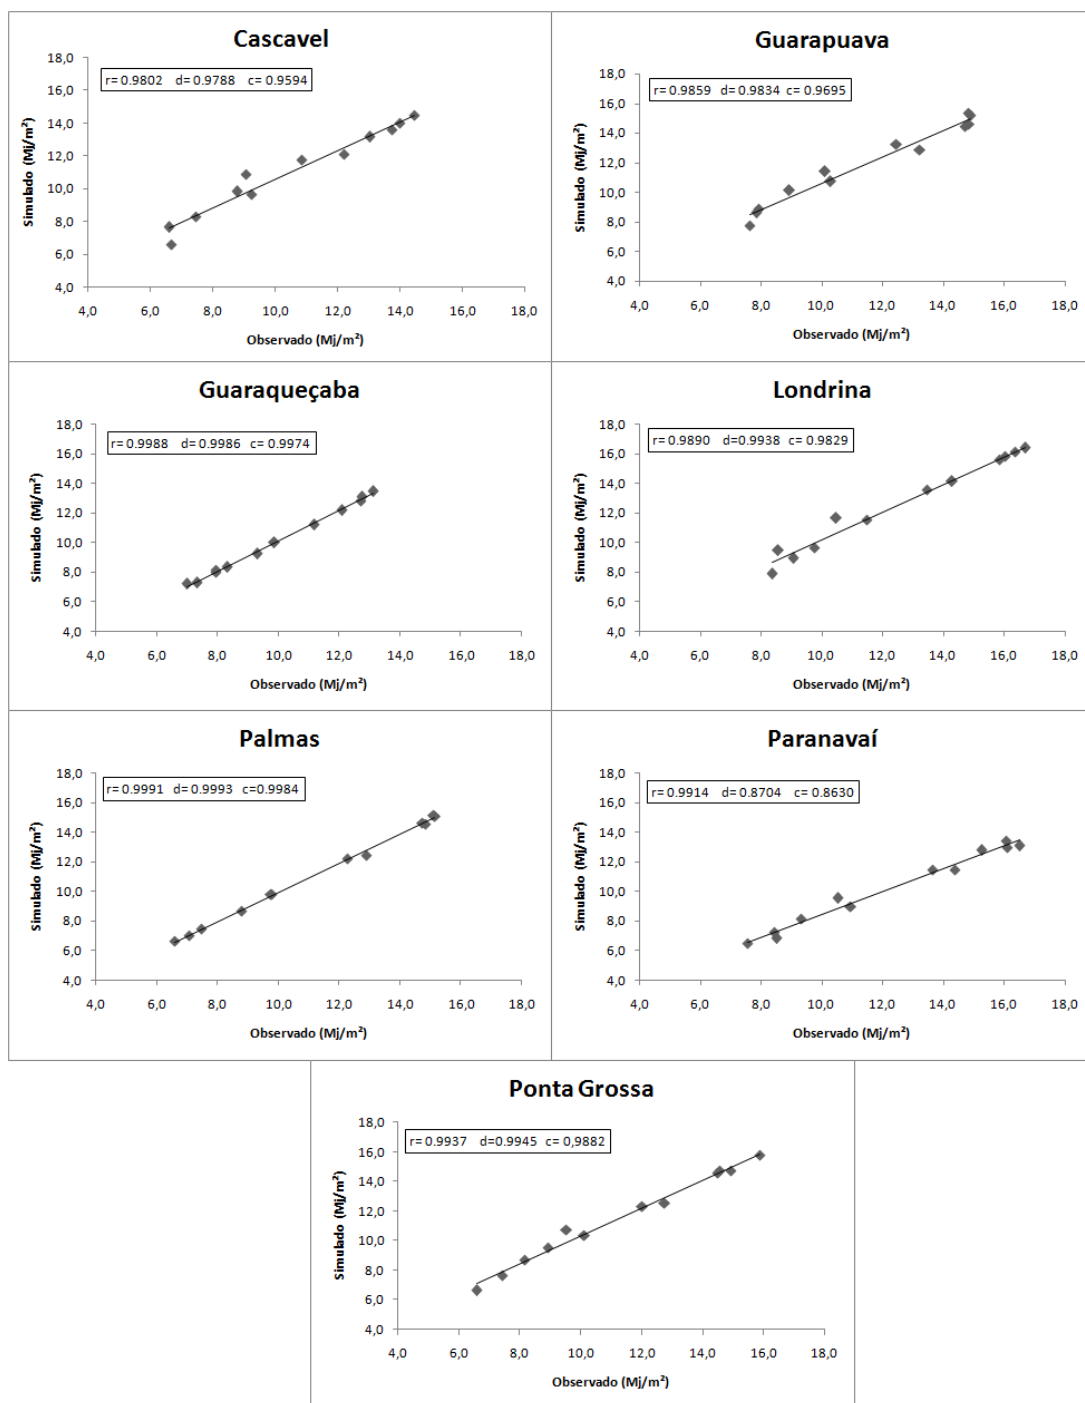 Cascavel
18,0
r= 0.9802 d= 0.9788 c= 0.9594
16,0
14,0
12,0
10,0
8,0
6,0
4,0
Simulado (Mj/m²)
4,0 6,0 8,0 10,0 12,0 14,0 16,0 18,0
Observado (Mj/m²)
Guarapuava
18,0
r= 0.9859 d= 0.9834 c= 0.9695
16,0
14,0
12,0
10,0
8,0
6,0
4,0
Simulado (Mj/m²)
4,0 6,0 8,0 10,0 12,0 14,0 16,0 18,0
Observado (Mj/m²)
Guaraqueçaba
18,0
r= 0.9988 d= 0.9986 c= 0.9974
16,0
14,0
12,0
10,0
8,0
6,0
4,0
Simulado (Mj/m²)
4,0 6,0 8,0 10,0 12,0 14,0 16,0 18,0
Observado (Mj/m²)
Londrina
18,0
r= 0.9890 d= 0.9938 c= 0.9829
16,0
14,0
12,0
10,0
8,0
6,0
4,0
Simulado (Mj/m²)
4,0 6,0 8,0 10,0 12,0 14,0 16,0 18,0
Observado (Mj/m²)
Palmas
18,0
r= 0.9991 d= 0.9993 c=0.9984
16,0
14,0
12,0
10,0
8,0
6,0
4,0
Simulado (Mj/m²)
4,0 6,0 8,0 10,0 12,0 14,0 16,0 18,0
Observado (Mj/m²)
Paranavaí
18,0
r= 0.9914 d= 0.8704 c= 0.8630
16,0
14,0
12,0
10,0
8,0
6,0
4,0
Simulado (Mj/m²)
4,0 6,0 8,0 10,0 12,0 14,0 16,0 18,0
Observado (Mj/m²)
Ponta Grossa
18,0
r= 0.9937 d=0.9945 c= 0,9882
16,0
14,0
12,0
10,0
8,0
6,0
4,0
Simulado (Mj/m²)
4,0 6,0 8,0 10,0 12,0 14,0 16,0 18,0
Observado (Mj/m²)